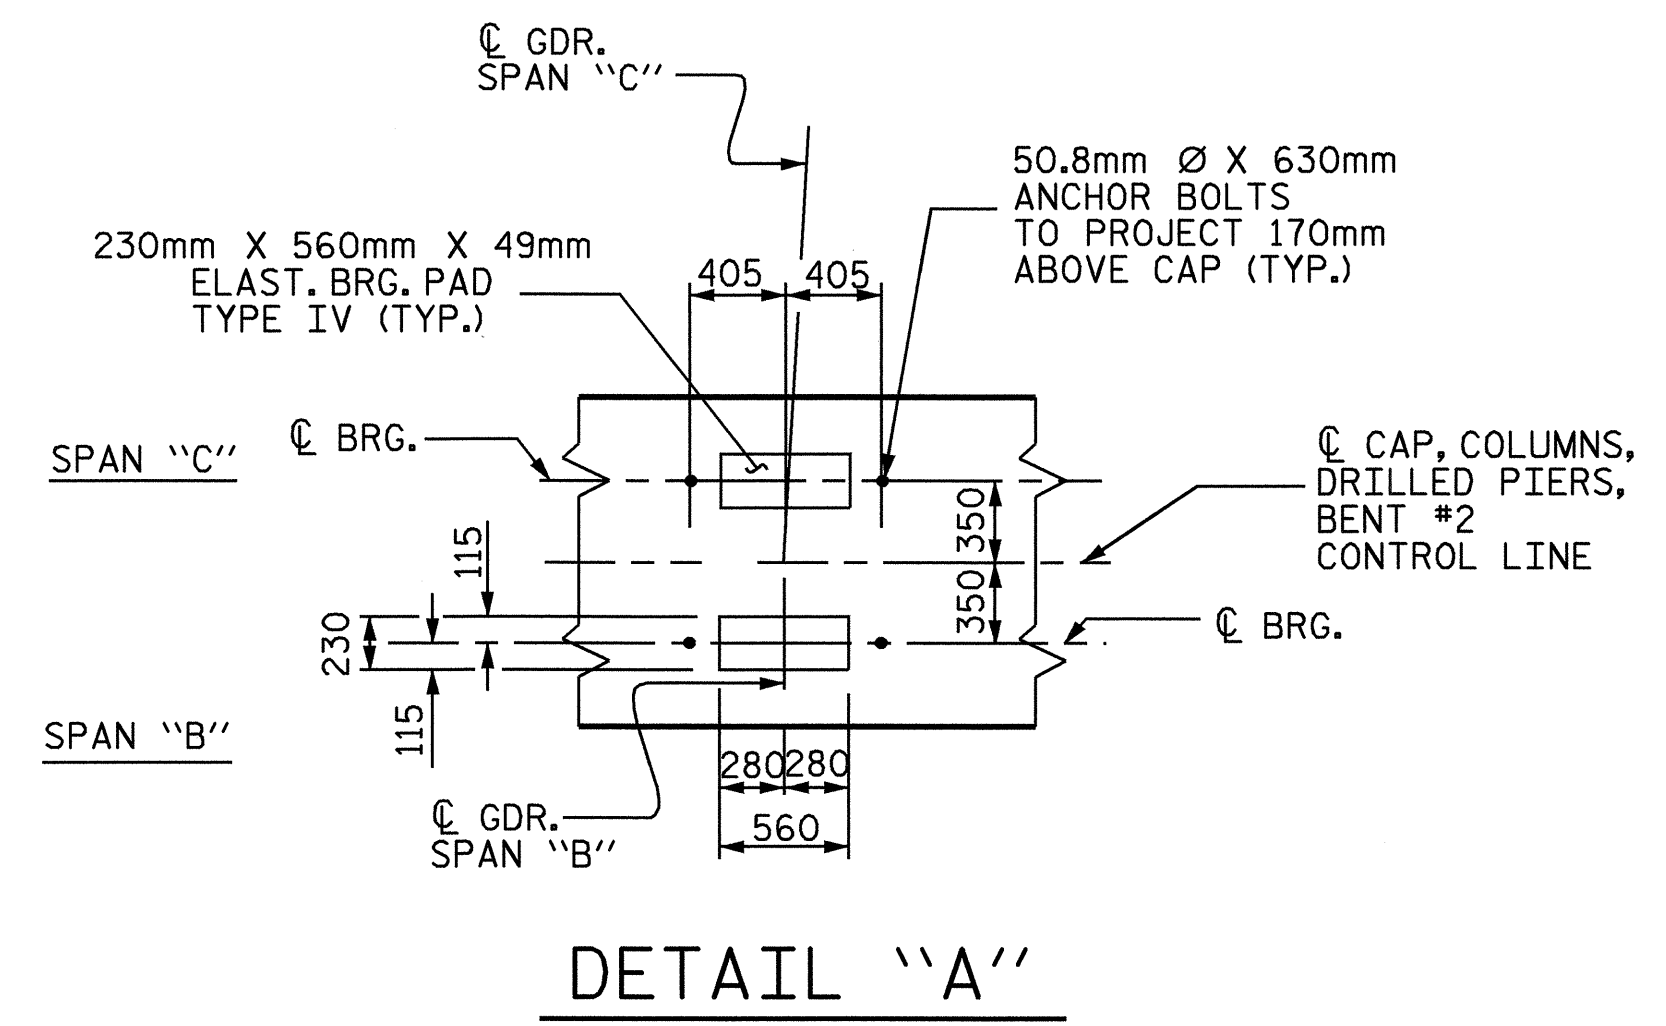 ℄ GDR.
SPAN "C"
50.8mm Ø X 630mm
ANCHOR BOLTS
TO PROJECT 170mm
ABOVE CAP (TYP.)
230mm X 560mm X 49mm
ELAST. BRG. PAD
TYPE IV (TYP.)
405
405
SPAN "C"
℄ BRG.
℄ CAP, COLUMNS,
DRILLED PIERS,
BENT #2
CONTROL LINE
350
350
115
230
115
℄ BRG.
SPAN "B"
280
280
560
℄ GDR.
SPAN "B"
DETAIL "A"